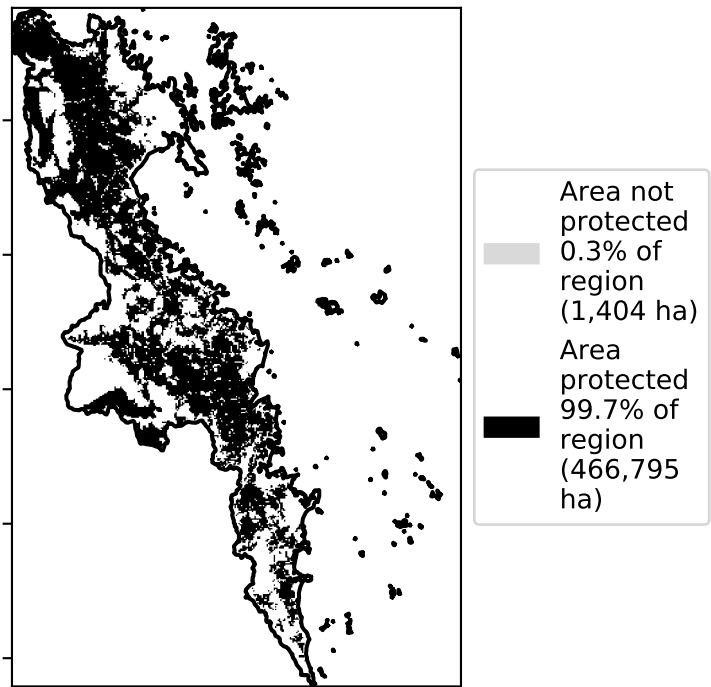 Area not
protected
0.3% of
region
(1,404 ha)
Area
protected
99.7% of
region
(466,795
ha)